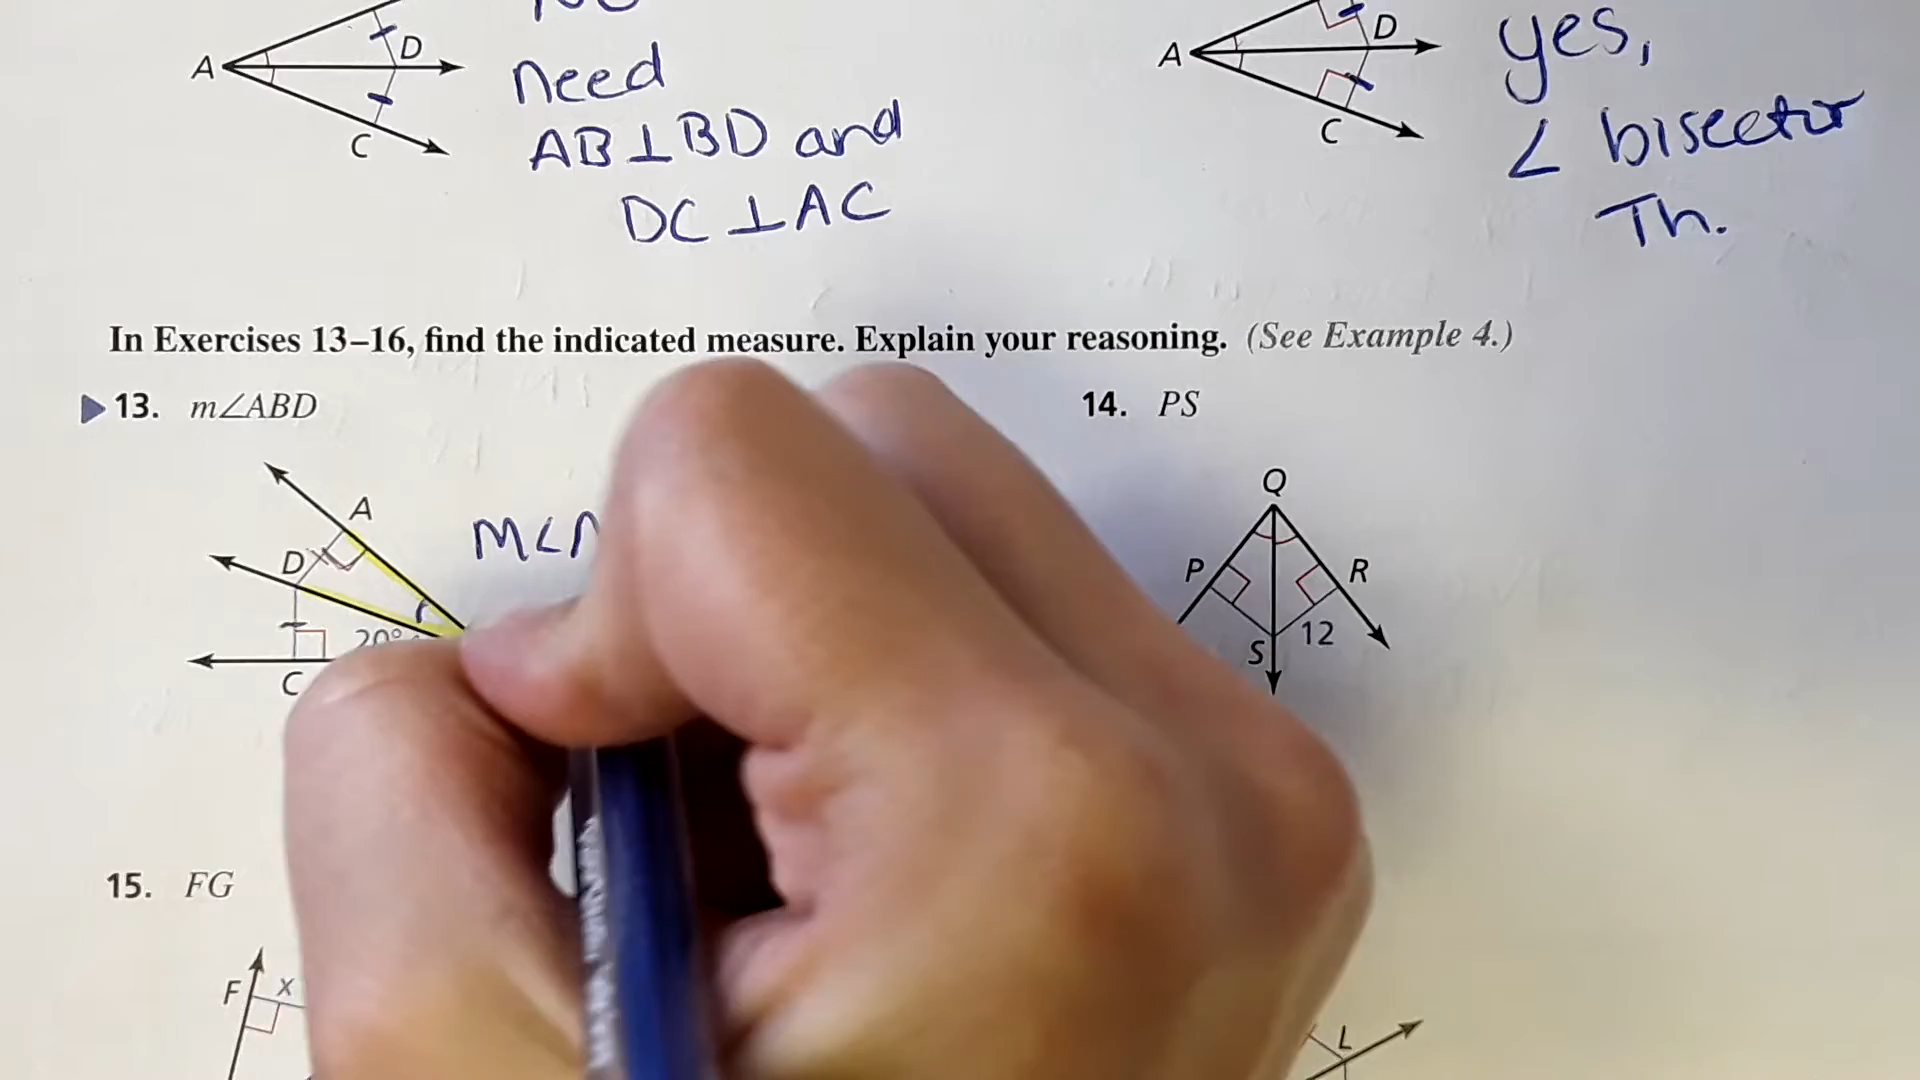 A
D
C
need
AB⊥BD and
DC⊥AC
A
D
C
yes,
∠ bisector
Th.
In Exercises 13–16, find the indicated measure. Explain your reasoning. (See Example 4.)
13. m∠ABD
A
D
20°
C
m∠
14. PS
Q
P
R
S
12
15. FG
F
x
L